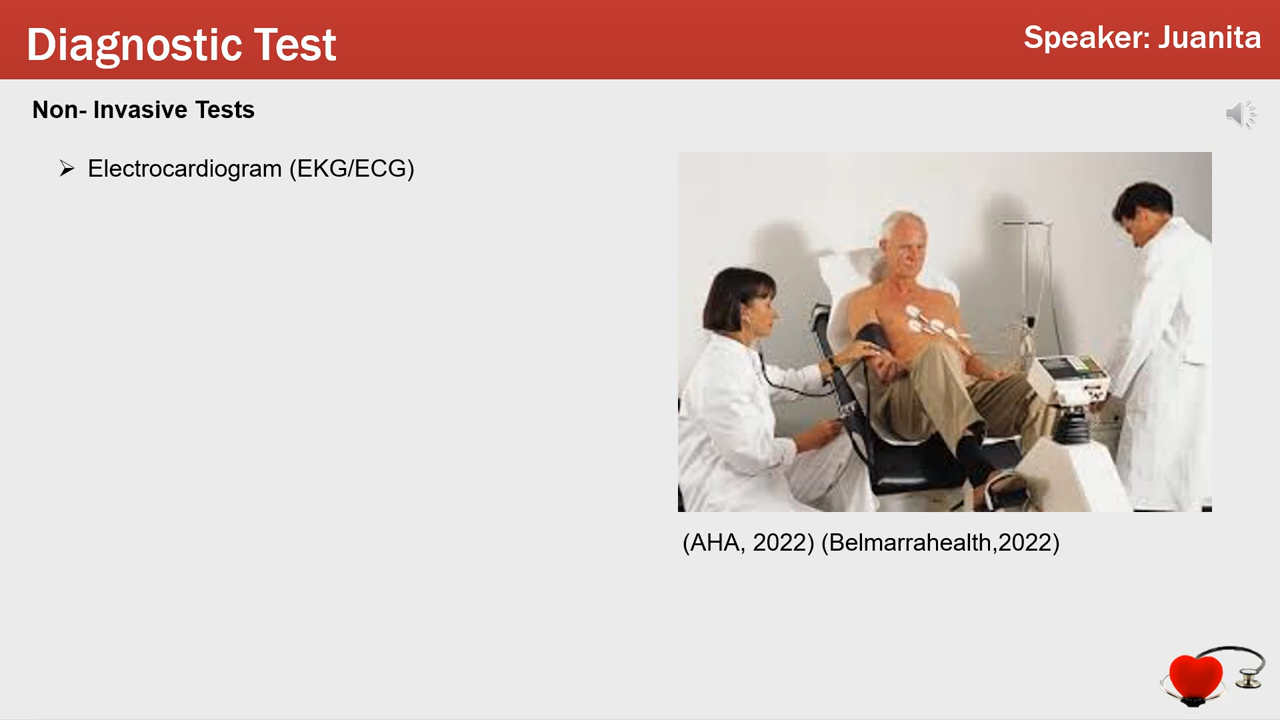 Diagnostic Test
Speaker: Juanita
Non- Invasive Tests
Electrocardiogram (EKG/ECG)
(AHA, 2022) (Belmarrahealth,2022)